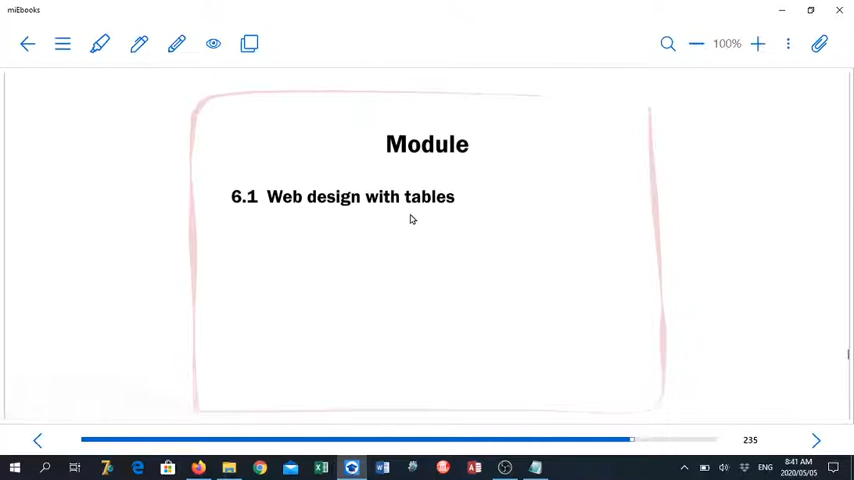 miEbooks
100%
Module
6.1 Web design with tables
235
ENG
8:41 AM
2020/05/05